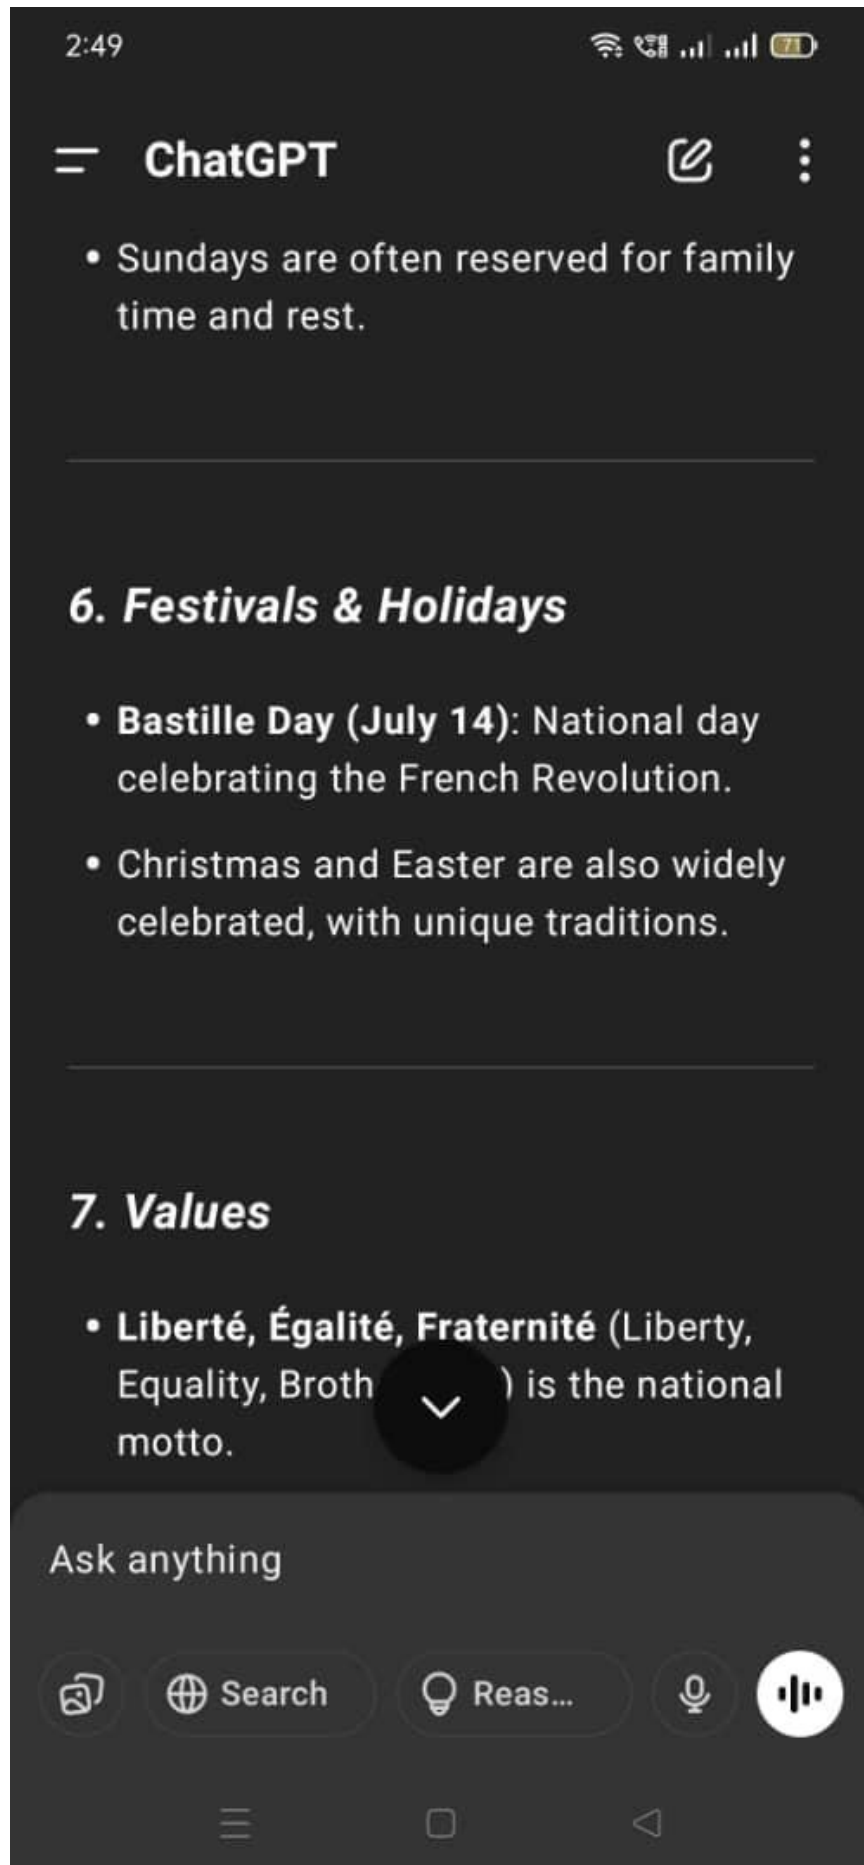 2:49
71
ChatGPT
• Sundays are often reserved for family
time and rest.
6. Festivals & Holidays
• Bastille Day (July 14): National day
celebrating the French Revolution.
• Christmas and Easter are also widely
celebrated, with unique traditions.
7. Values
• Liberté, Égalité, Fraternité (Liberty,
Equality, Broth ) is the national
motto.
Ask anything
Search
Reas...